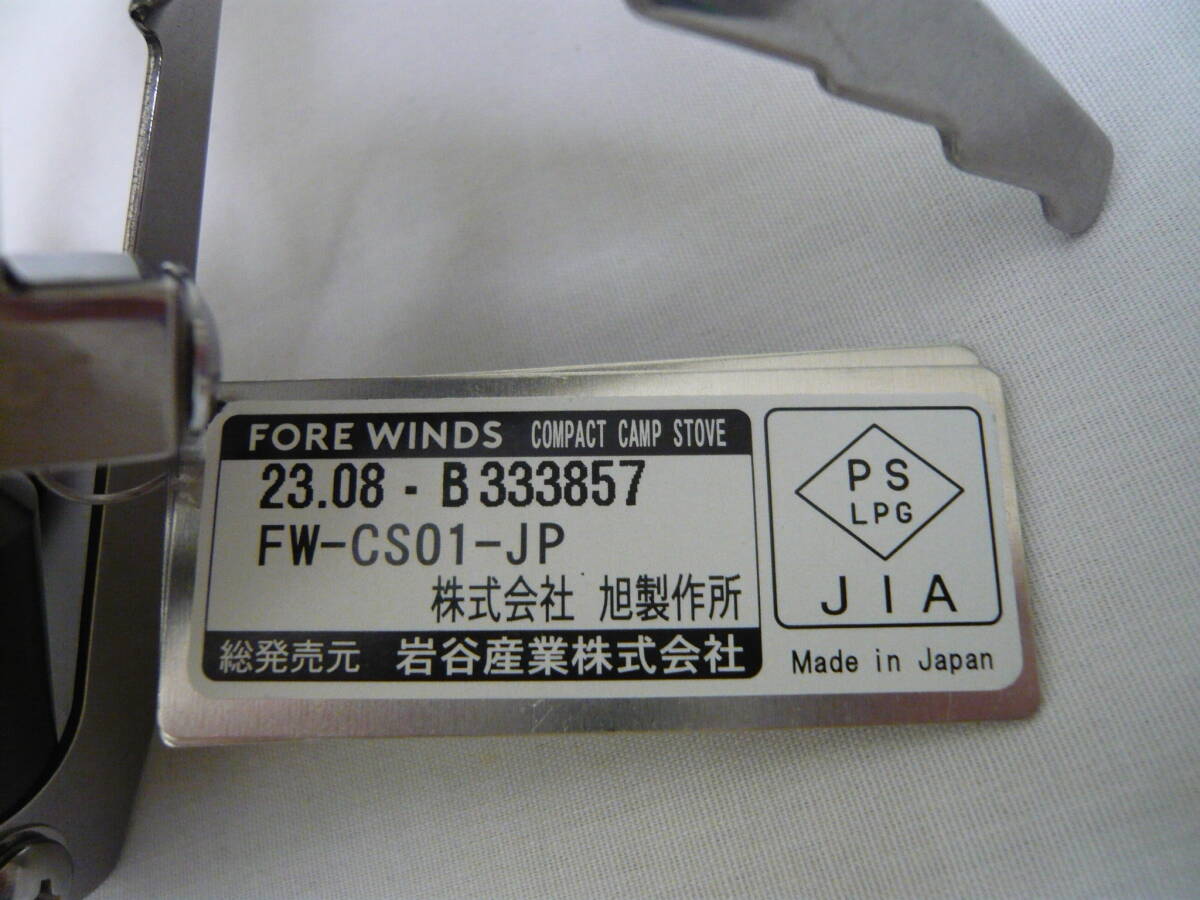 FORE WINDS COMPACT CAMP STOVE
23.08 - B333857
FW-CS01-JP
株式会社 旭製作所
総発売元 岩谷産業株式会社
PS
LPG
JIA
Made in Japan